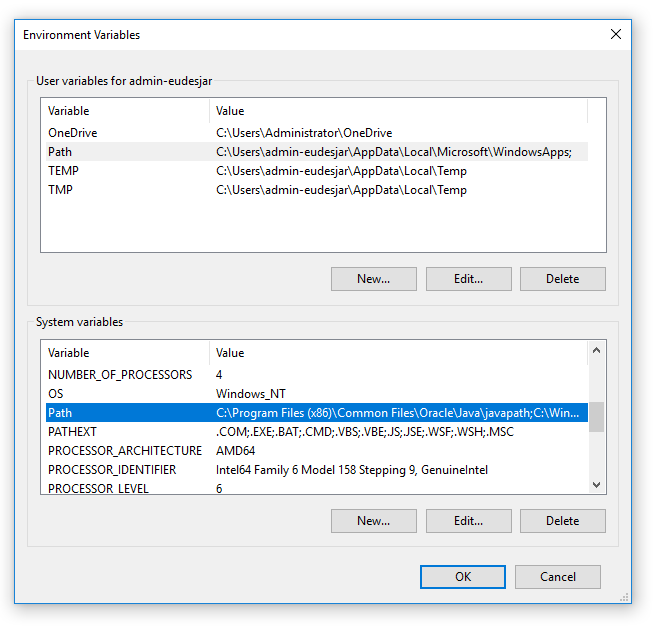 Environment Variables
User variables for admin-eudesjar
Variable Value
OneDrive C:\Users\Administrator\OneDrive
Path C:\Users\admin-eudesjar\AppData\Local\Microsoft\WindowsApps;
TEMP C:\Users\admin-eudesjar\AppData\Local\Temp
TMP C:\Users\admin-eudesjar\AppData\Local\Temp
New... Edit... Delete
System variables
Variable Value
NUMBER_OF_PROCESSORS 4
OS Windows_NT
Path C:\Program Files (x86)\Common Files\Oracle\Java\javapath;C:\Win...
PATHEXT .COM;.EXE;.BAT;.CMD;.VBS;.VBE;.JS;.JSE;.WSF;.WSH;.MSC
PROCESSOR_ARCHITECTURE AMD64
PROCESSOR_IDENTIFIER Intel64 Family 6 Model 158 Stepping 9, GenuineIntel
PROCESSOR_LEVEL 6
New... Edit... Delete
OK Cancel